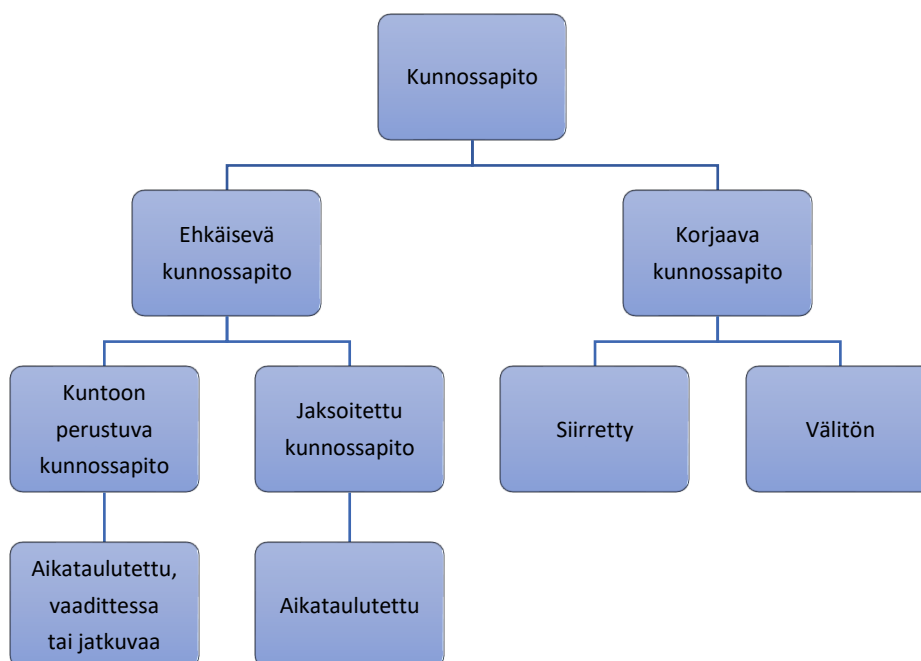 Kunnossapito
Ehkäisevä
kunnossapito
Korjaava
kunnossapito
Kuntoon
perustuva
kunnossapito
Jaksoitettu
kunnossapito
Siirretty
Välitön
Aikataulutettu,
vaadittessa
tai jatkuvaa
Aikataulutettu